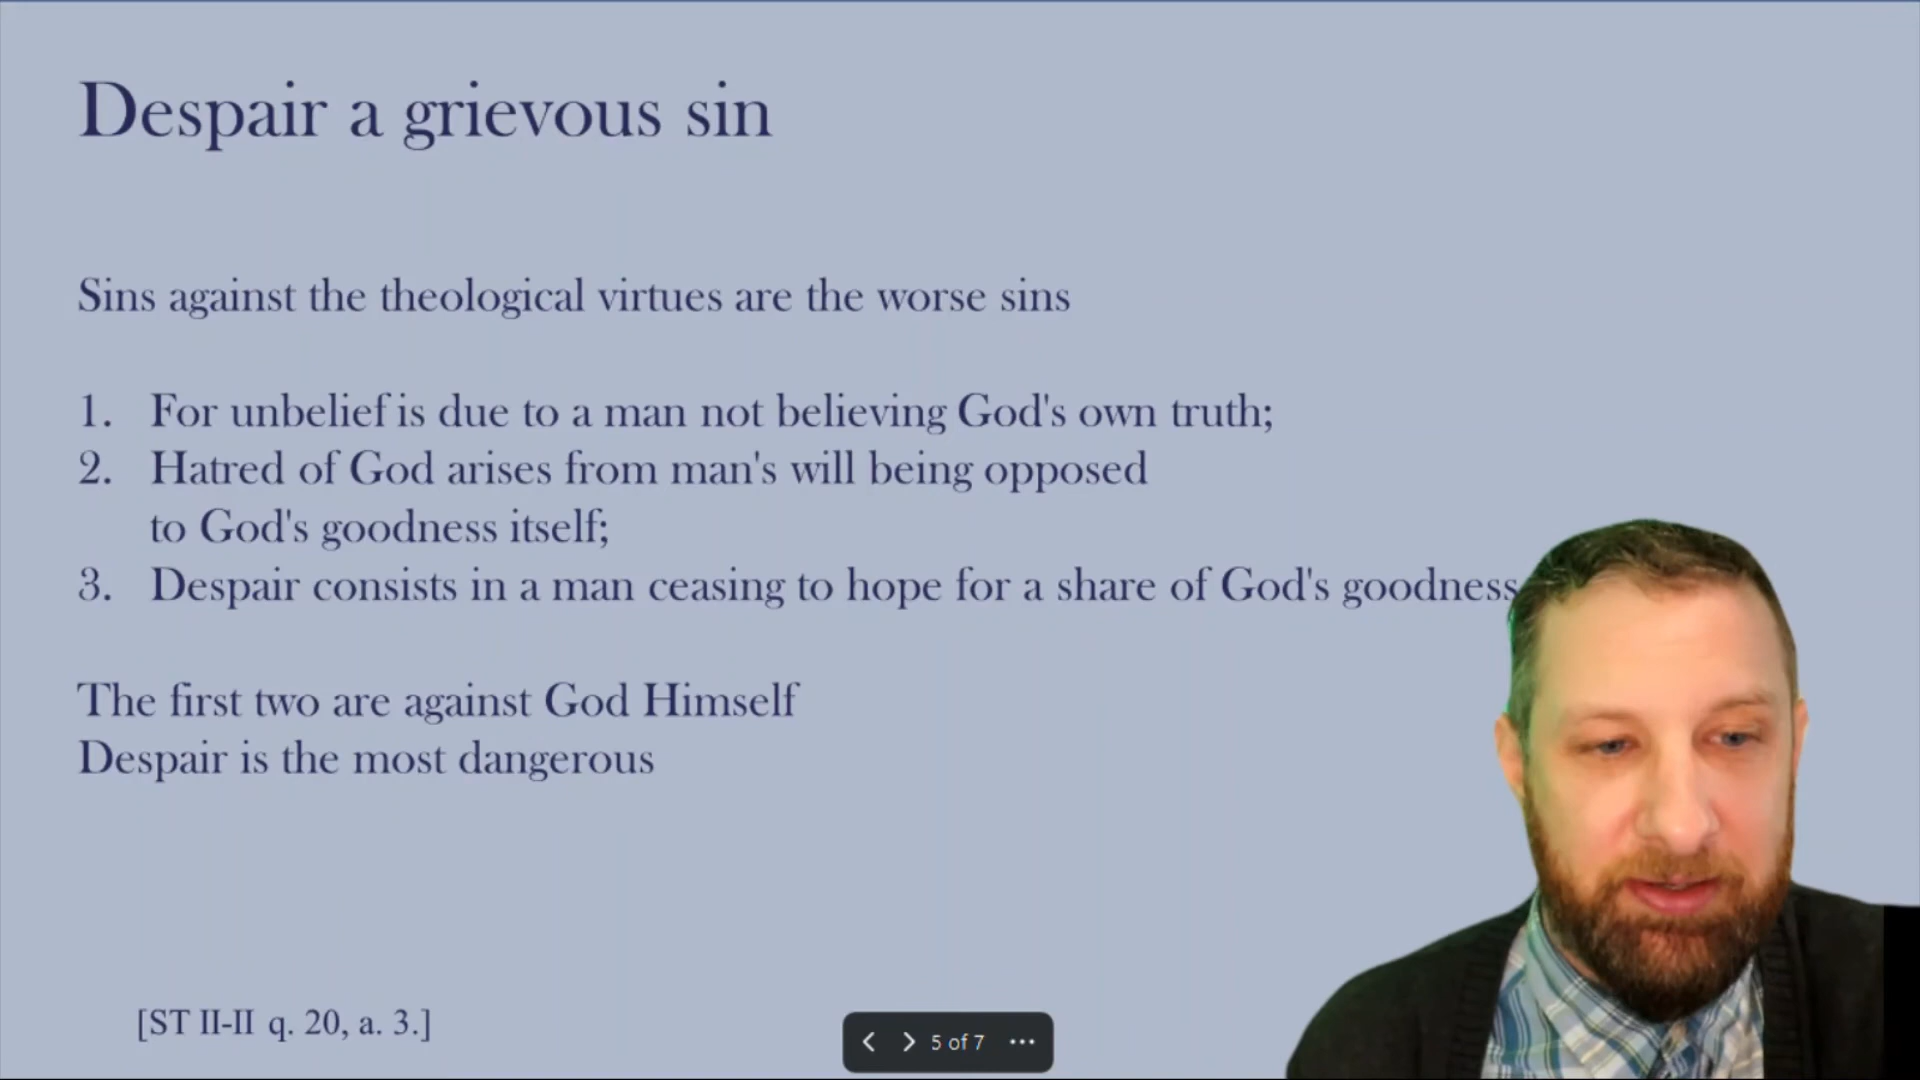 Despair a grievous sin
Sins against the theological virtues are the worse sins
1. For unbelief is due to a man not believing God's own truth;
2. Hatred of God arises from man's will being opposed
to God's goodness itself;
3. Despair consists in a man ceasing to hope for a share of God's goodness
The first two are against God Himself
Despair is the most dangerous
[ST II-II q. 20, a. 3.]
5 of 7